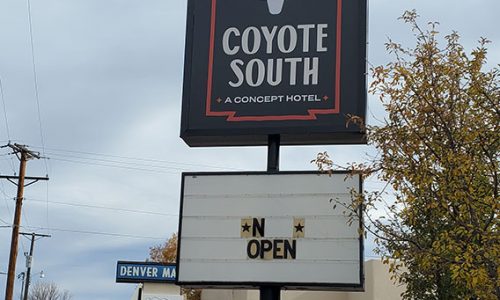 COYOTE
SOUTH
A CONCEPT HOTEL
★N ★
OPEN
DENVER MA